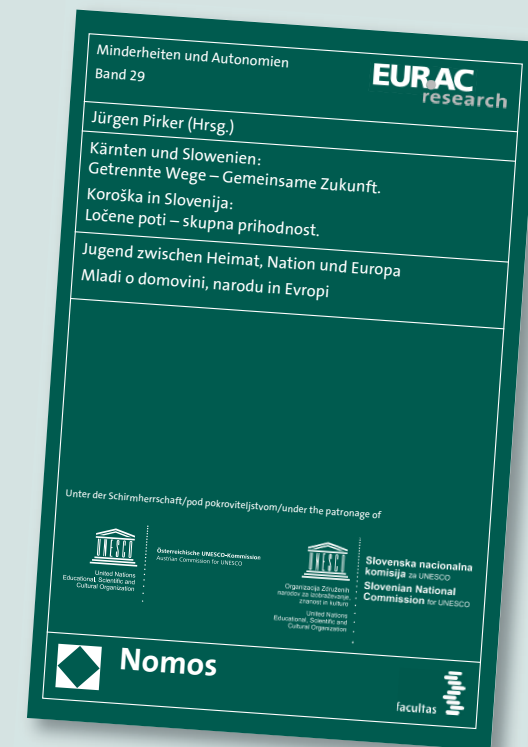 Minderheiten und Autonomien
Band 29
EURAC
research
Jürgen Pirker (Hrsg.)
Kärnten und Slowenien:
Getrennte Wege – Gemeinsame Zukunft.
Koroška in Slovenija:
Ločene poti – skupna prihodnost.
Jugend zwischen Heimat, Nation und Europa
Mladi o domovini, narodu in Evropi
Unter der Schirmherrschaft/pod pokroviteljstvom/under the patronage of
UNESCO
United Nations
Educational, Scientific and
Cultural Organization
Österreichische UNESCO-Kommission
Austrian Commission for UNESCO
UNESCO
Organizacija Združenih
narodov za izobraževanje,
znanost in kulturo
United Nations
Educational, Scientific and
Cultural Organization
Slovenska nacionalna
komisija za UNESCO
Slovenian National
Commission for UNESCO
Nomos
facultas